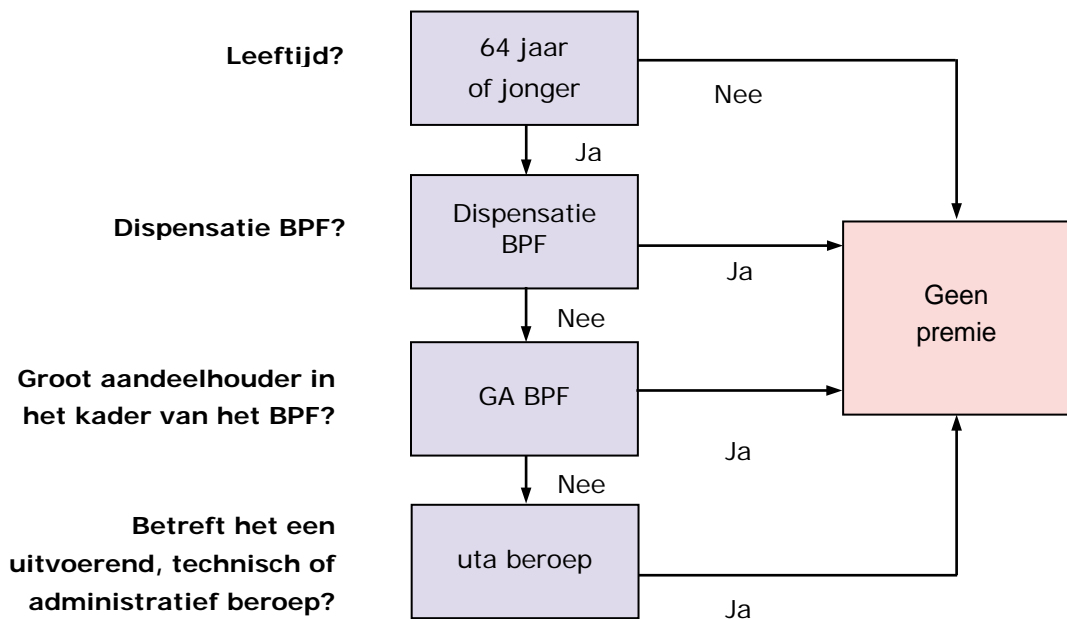 Leeftijd?
64 jaar
of jonger
Nee
Ja
Dispensatie BPF?
Dispensatie
BPF
Ja
Nee
Geen
premie
Groot aandeelhouder in
het kader van het BPF?
GA BPF
Ja
Nee
Betreft het een
uitvoerend, technisch of
administratief beroep?
uta beroep
Ja